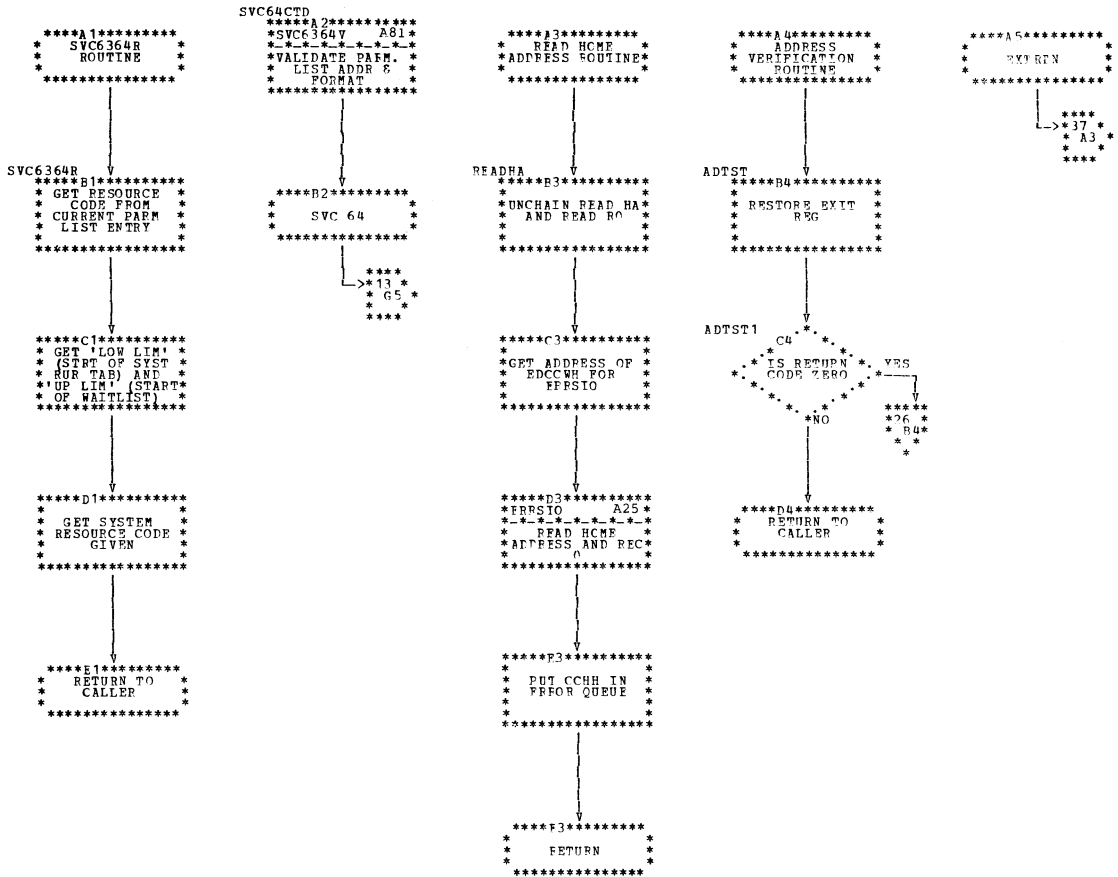 A1
SVC6364R
ROUTINE
SVC6364R
B1
GET RESOURCE
CODE FROM
CURRENT PARM
LIST ENTRY
C1
GET 'LOW LIM'
(STRT OF SYST
RUR TAB) AND
'UP LIM' (START
OF WAITLIST)
D1
GET SYSTEM
RESOURCE CODE
GIVEN
E1
RETURN TO
CALLER
SVC64CTD
A2
SVC6364V A81
VALIDATE PARM.
LIST ADDR &
FORMAT
B2
SVC 64
13
G5
A3
READ HOME
ADDRESS ROUTINE
READHA
B3
UNCHAIN READ HA
AND READ R0
C3
GET ADDRESS OF
EDCCWH FOR
ERRSIO
D3
ERRSIO A25
READ HOME
ADDRESS AND REC
0
E3
PUT CCHH IN
ERROR QUEUE
F3
RETURN
A4
ADDRESS
VERIFICATION
ROUTINE
ADTST
B4
RESTORE EXIT
REG
ADTST1
C4
IS RETURN
CODE ZERO
YES
26
B4
NO
D4
RETURN TO
CALLER
A5
EXTREN
37
A3